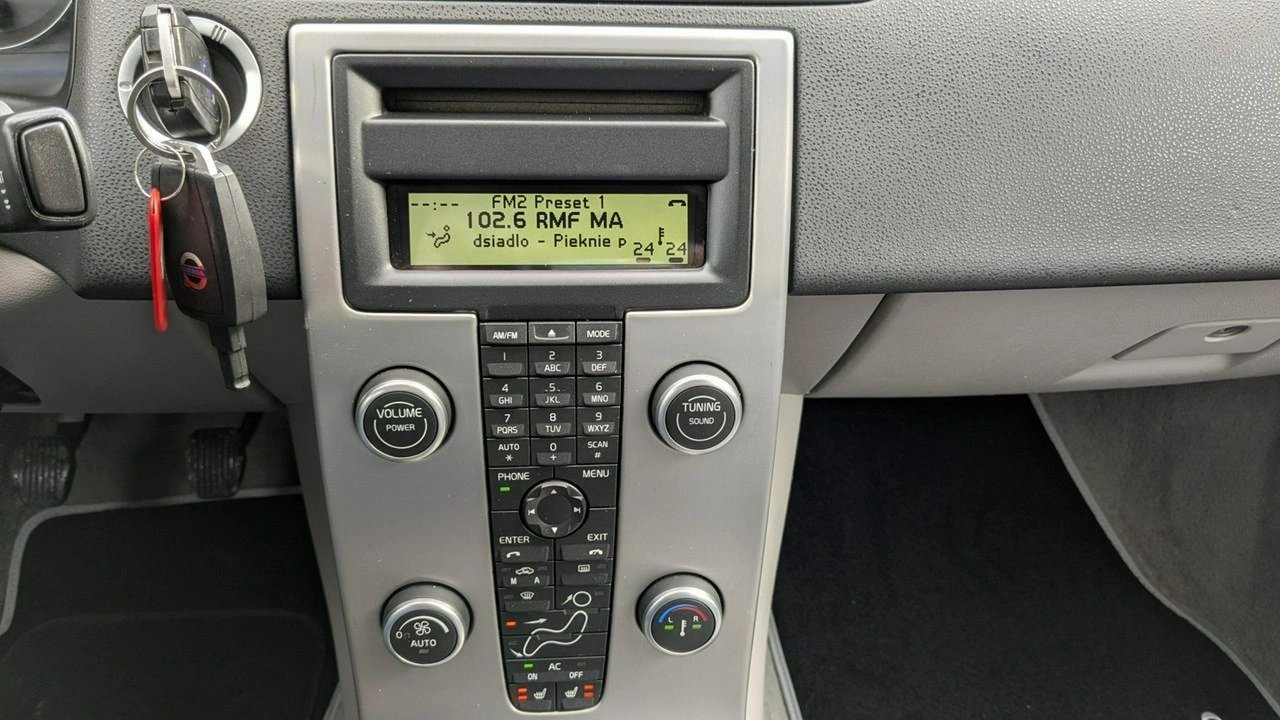 --:-- FM2 Preset 1
102.6 RMF MA
dsiadlo - Pieknie p
24 24
AM/FM MODE
1 2 3
ABC DEF
4 5 6
GHI JKL MNO
7 8 9
PQRS TUV WXYZ
AUTO 0 SCAN
* + #
VOLUME
POWER
TUNING
SOUND
PHONE MENU
ENTER EXIT
M A
0 AUTO
L R
AC
ON OFF